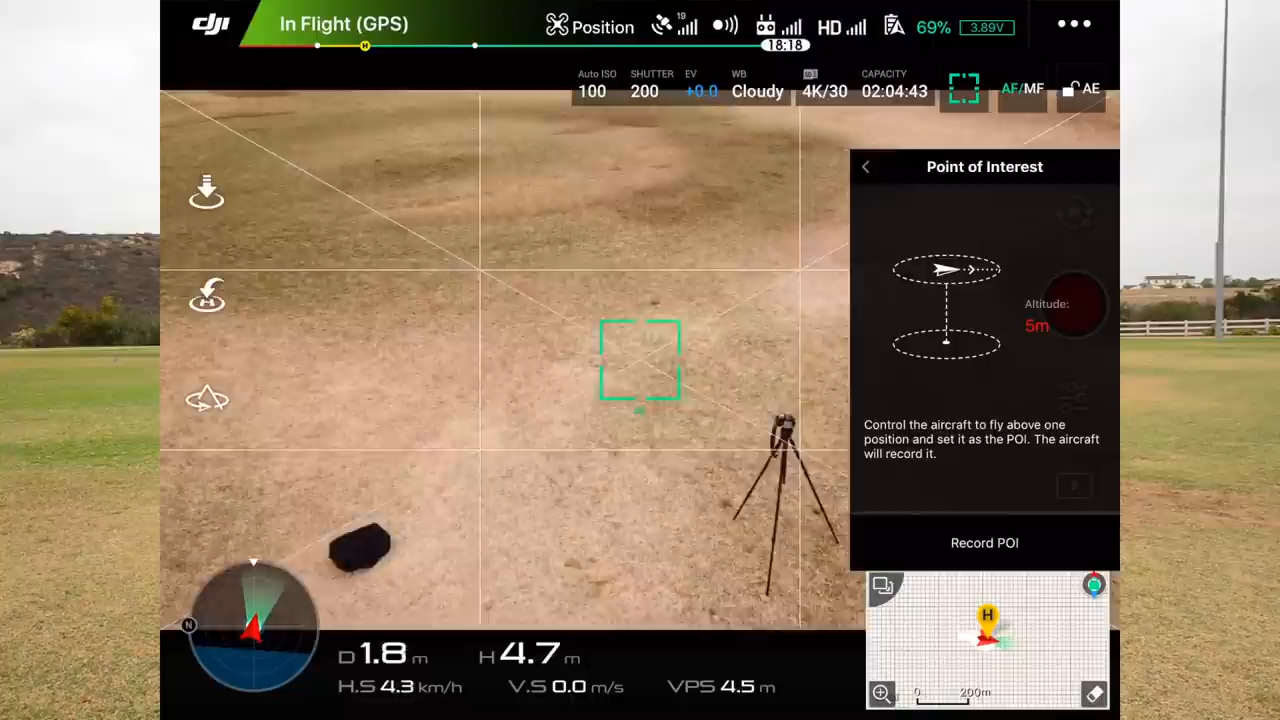 dji In Flight (GPS) Position 19 HD 69% 3.89V
H 18:18
Auto ISO SHUTTER EV WB SD CAPACITY
100 200 +0.0 Cloudy 4K/30 02:04:43 AF/MF AE
Point of Interest
Altitude:
5m
Control the aircraft to fly above one
position and set it as the POI. The aircraft
will record it.
Record POI
H
N
D 1.8 m H 4.7 m
H.S 4.3 km/h V.S 0.0 m/s VPS 4.5 m
H
0 200m